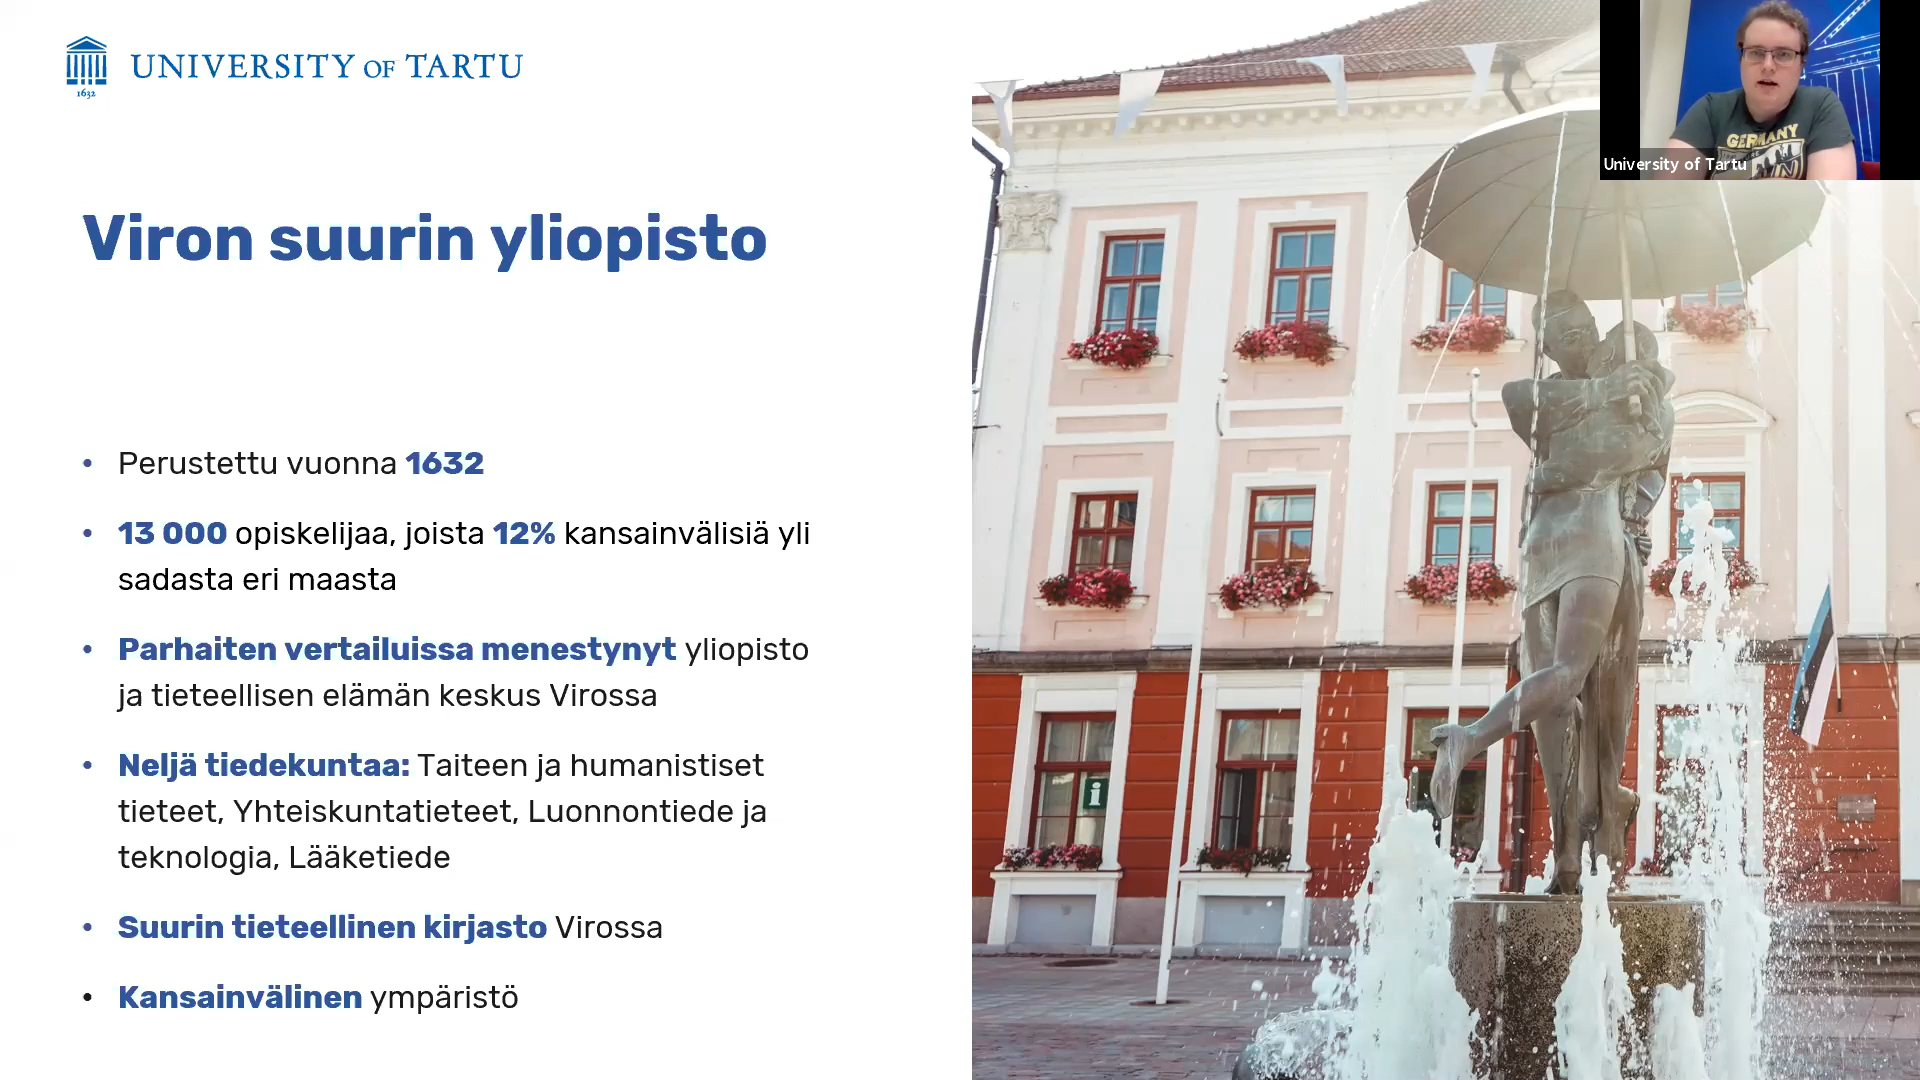 UNIVERSITY OF TARTU
1632
Viron suurin yliopisto
• Perustettu vuonna 1632
• 13 000 opiskelijaa, joista 12% kansainvälisiä yli
sadasta eri maasta
• Parhaiten vertailuissa menestynyt yliopisto
ja tieteellisen elämän keskus Virossa
• Neljä tiedekuntaa: Taiteen ja humanistiset
tieteet, Yhteiskuntatieteet, Luonnontiede ja
teknologia, Lääketiede
• Suurin tieteellinen kirjasto Virossa
• Kansainvälinen ympäristö
i
GERMANY
University of Tartu